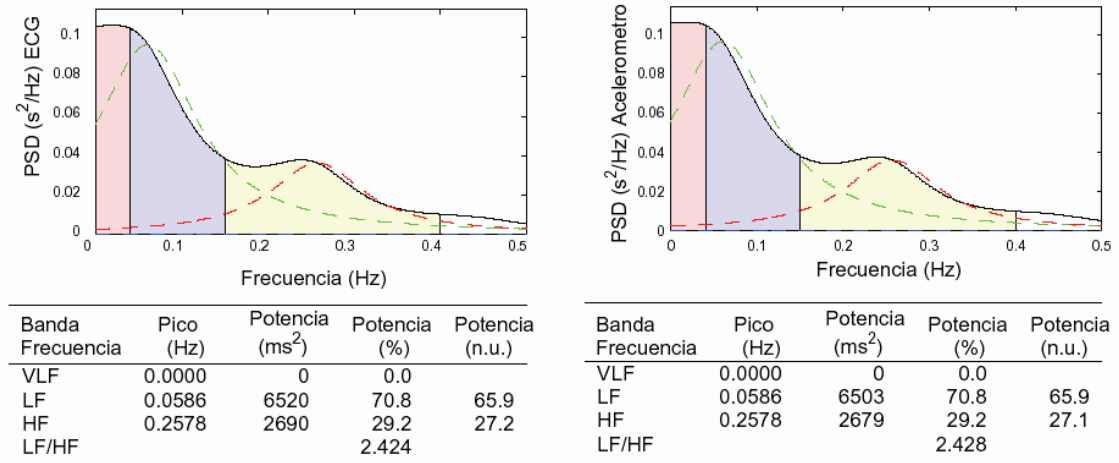 PSD (s2/Hz) ECG
0.1
0.08
0.06
0.04
0.02
0
0 0.1 0.2 0.3 0.4 0.5
Frecuencia (Hz)
Banda Frecuencia Pico (Hz) Potencia (ms2) Potencia (%) Potencia (n.u.)
VLF 0.0000 0 0.0
LF 0.0586 6520 70.8 65.9
HF 0.2578 2690 29.2 27.2
LF/HF 2.424
PSD (s2/Hz) Acelerometro
0.1
0.08
0.06
0.04
0.02
0
0 0.1 0.2 0.3 0.4 0.5
Frecuencia (Hz)
Banda Frecuencia Pico (Hz) Potencia (ms2) Potencia (%) Potencia (n.u.)
VLF 0.0000 0 0.0
LF 0.0586 6503 70.8 65.9
HF 0.2578 2679 29.2 27.1
LF/HF 2.428